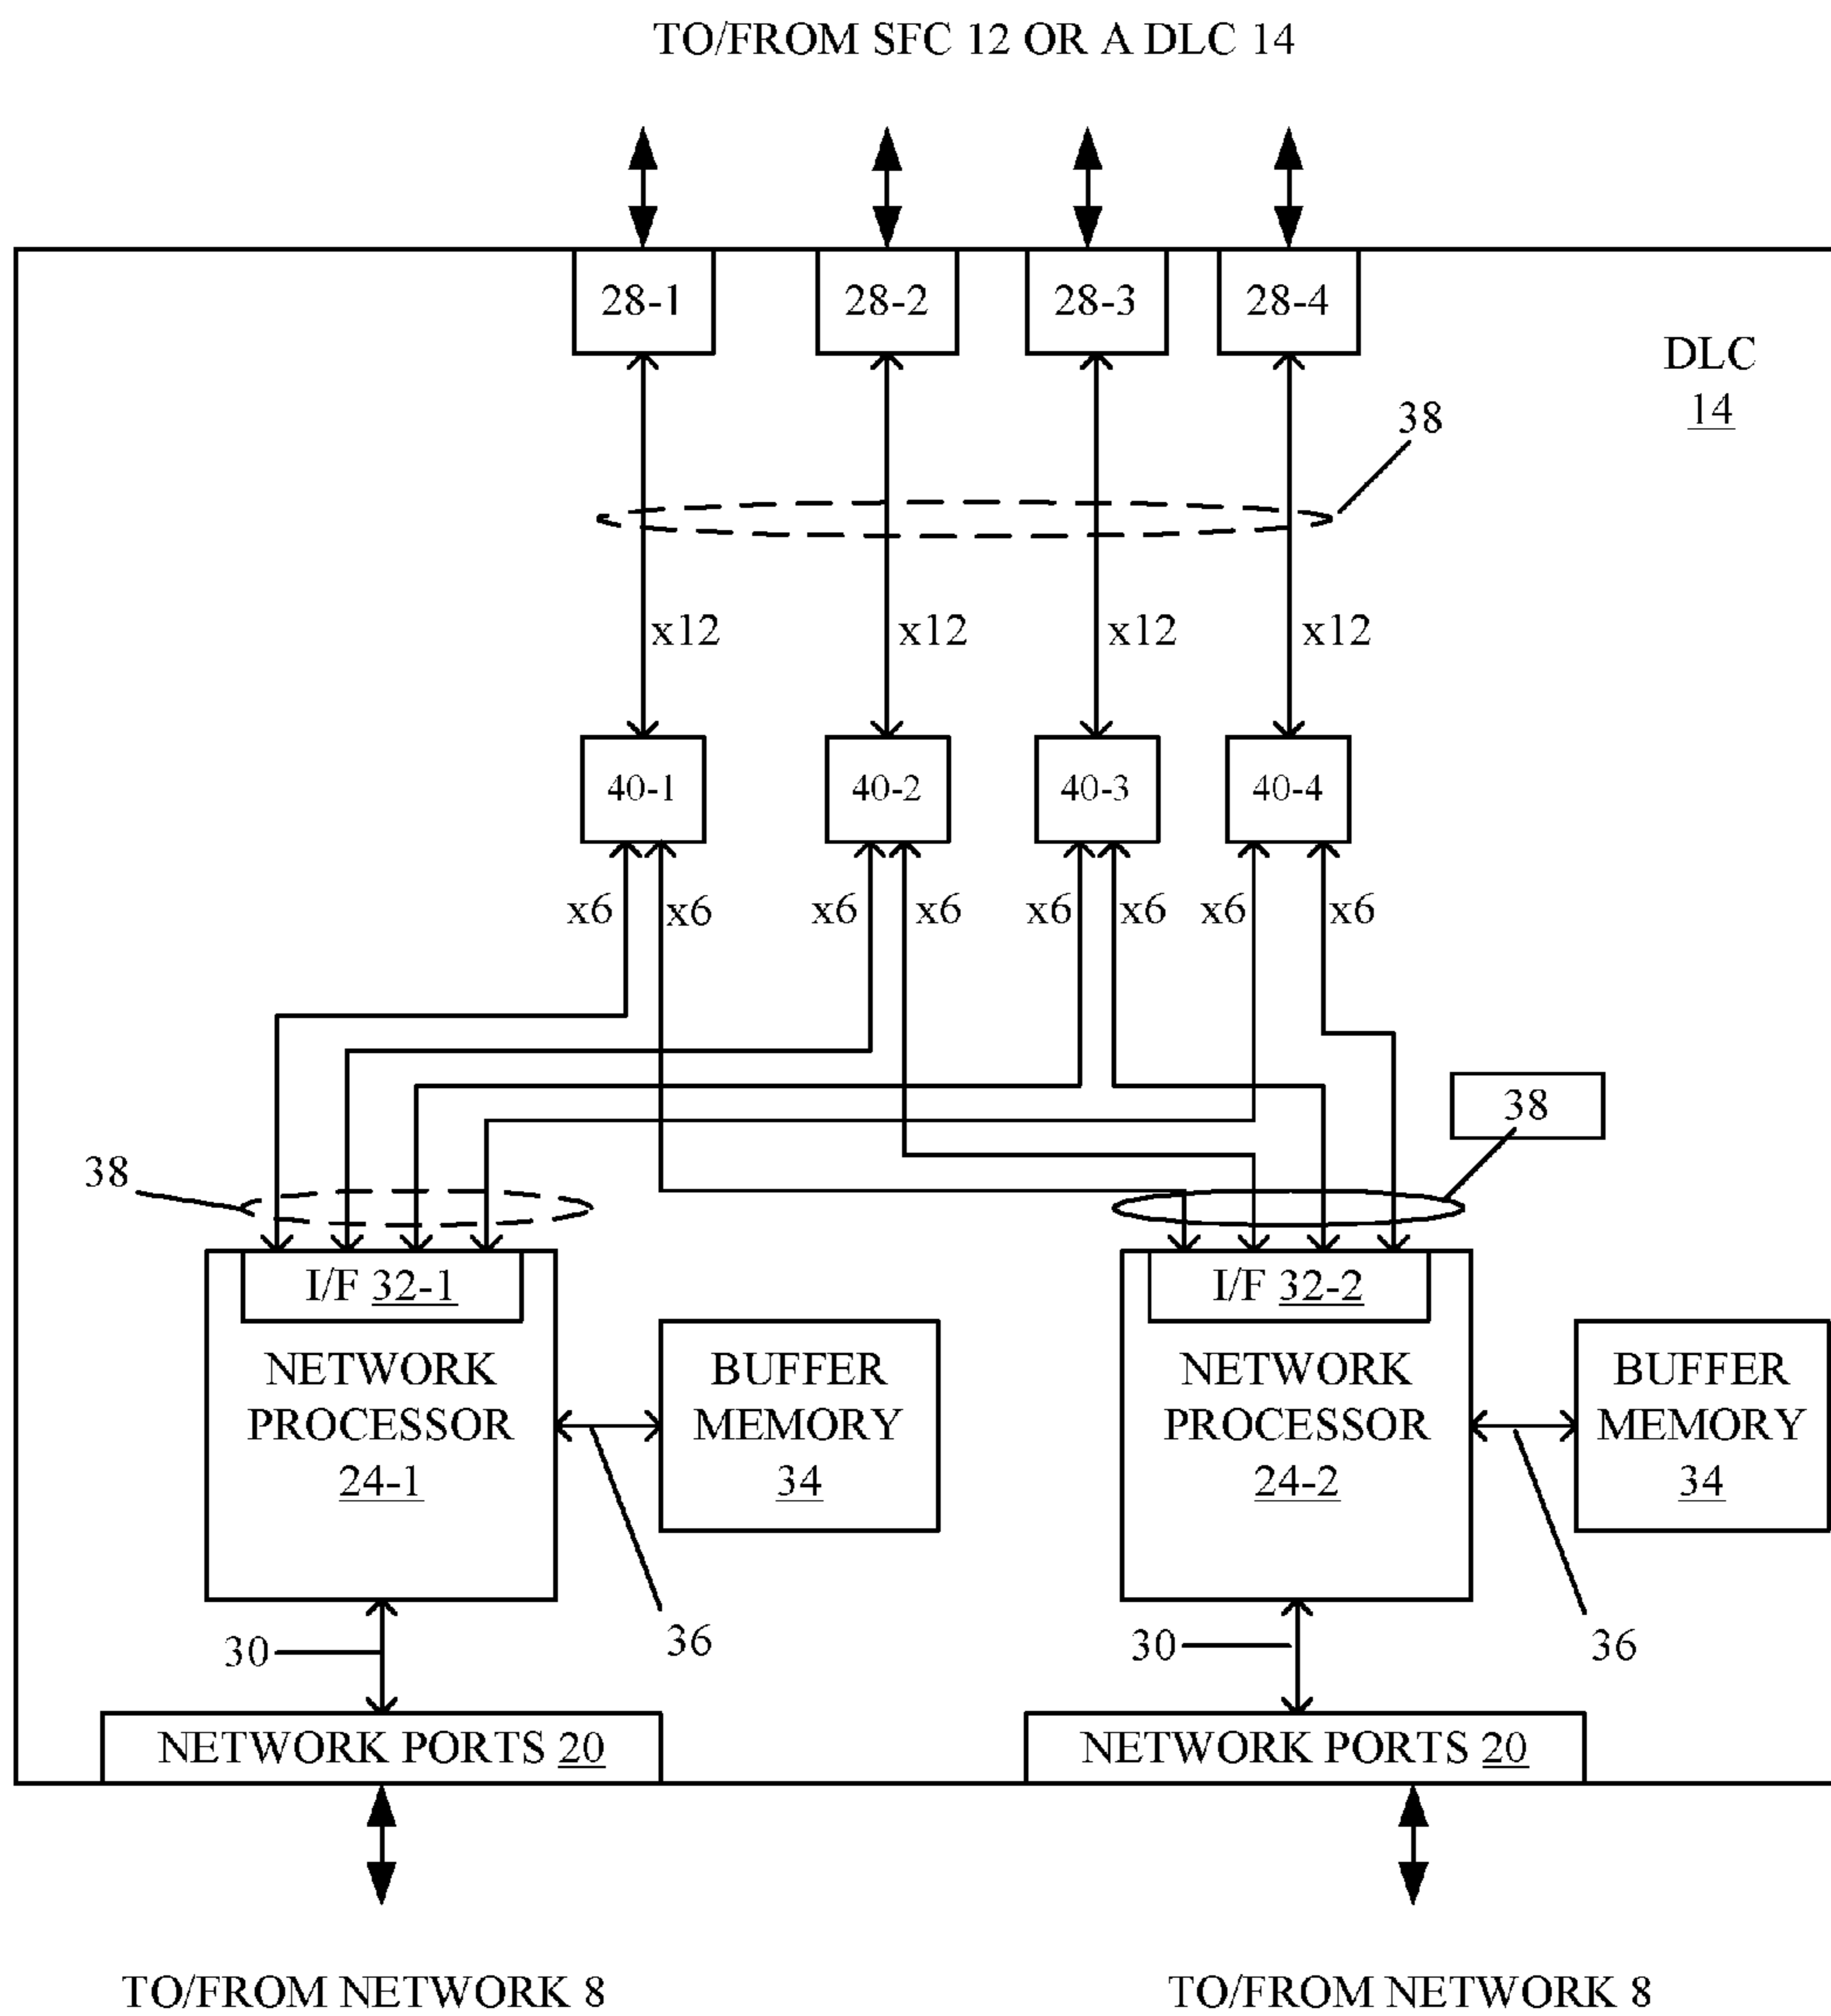 TO/FROM SFC 12 OR A DLC 14
28-1
28-2
28-3
28-4
DLC
14
38
x12
x12
x12
x12
40-1
40-2
40-3
40-4
x6
x6
x6
x6
x6
x6
x6
x6
38
38
I/F 32-1
I/F 32-2
NETWORK
PROCESSOR
24-1
BUFFER
MEMORY
34
NETWORK
PROCESSOR
24-2
BUFFER
MEMORY
34
30
36
30
36
NETWORK PORTS 20
NETWORK PORTS 20
TO/FROM NETWORK 8
TO/FROM NETWORK 8